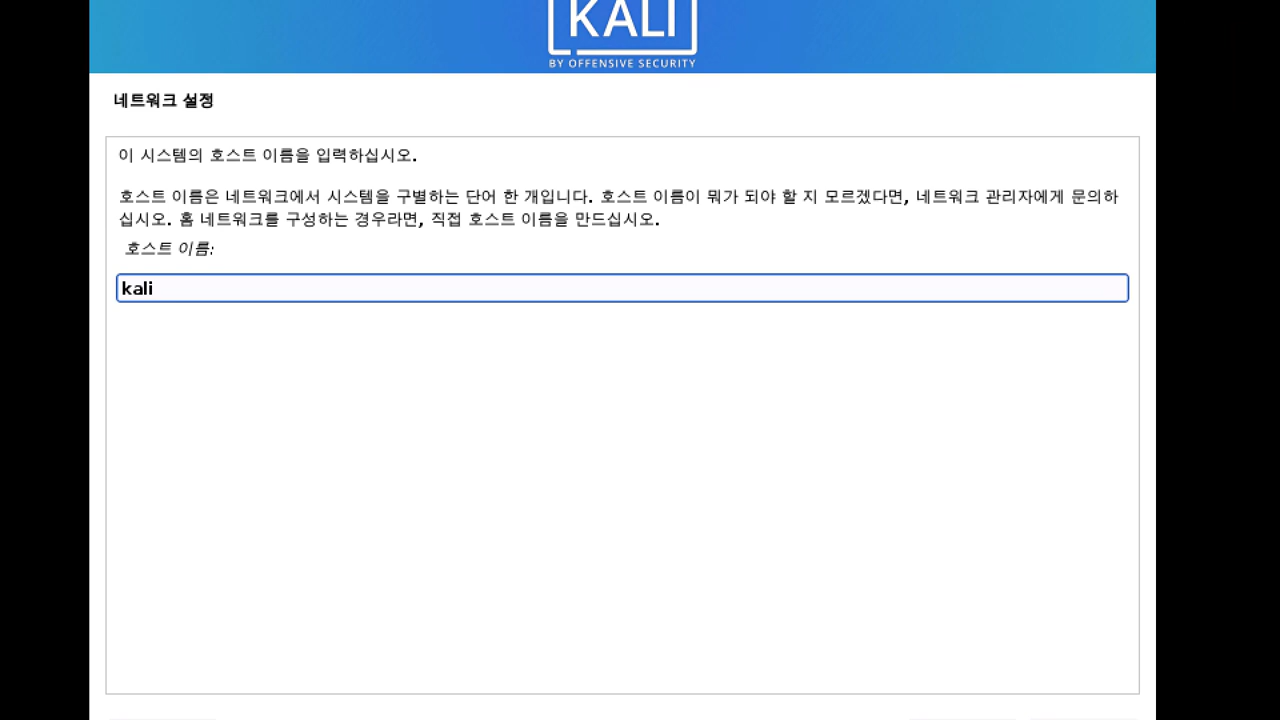 KALI
BY OFFENSIVE SECURITY
네트워크 설정
이 시스템의 호스트 이름을 입력하십시오.
호스트 이름은 네트워크에서 시스템을 구별하는 단어 한 개입니다. 호스트 이름이 뭐가 되야 할 지 모르겠다면, 네트워크 관리자에게 문의하
십시오. 홈 네트워크를 구성하는 경우라면, 직접 호스트 이름을 만드십시오.
호스트 이름:
kali